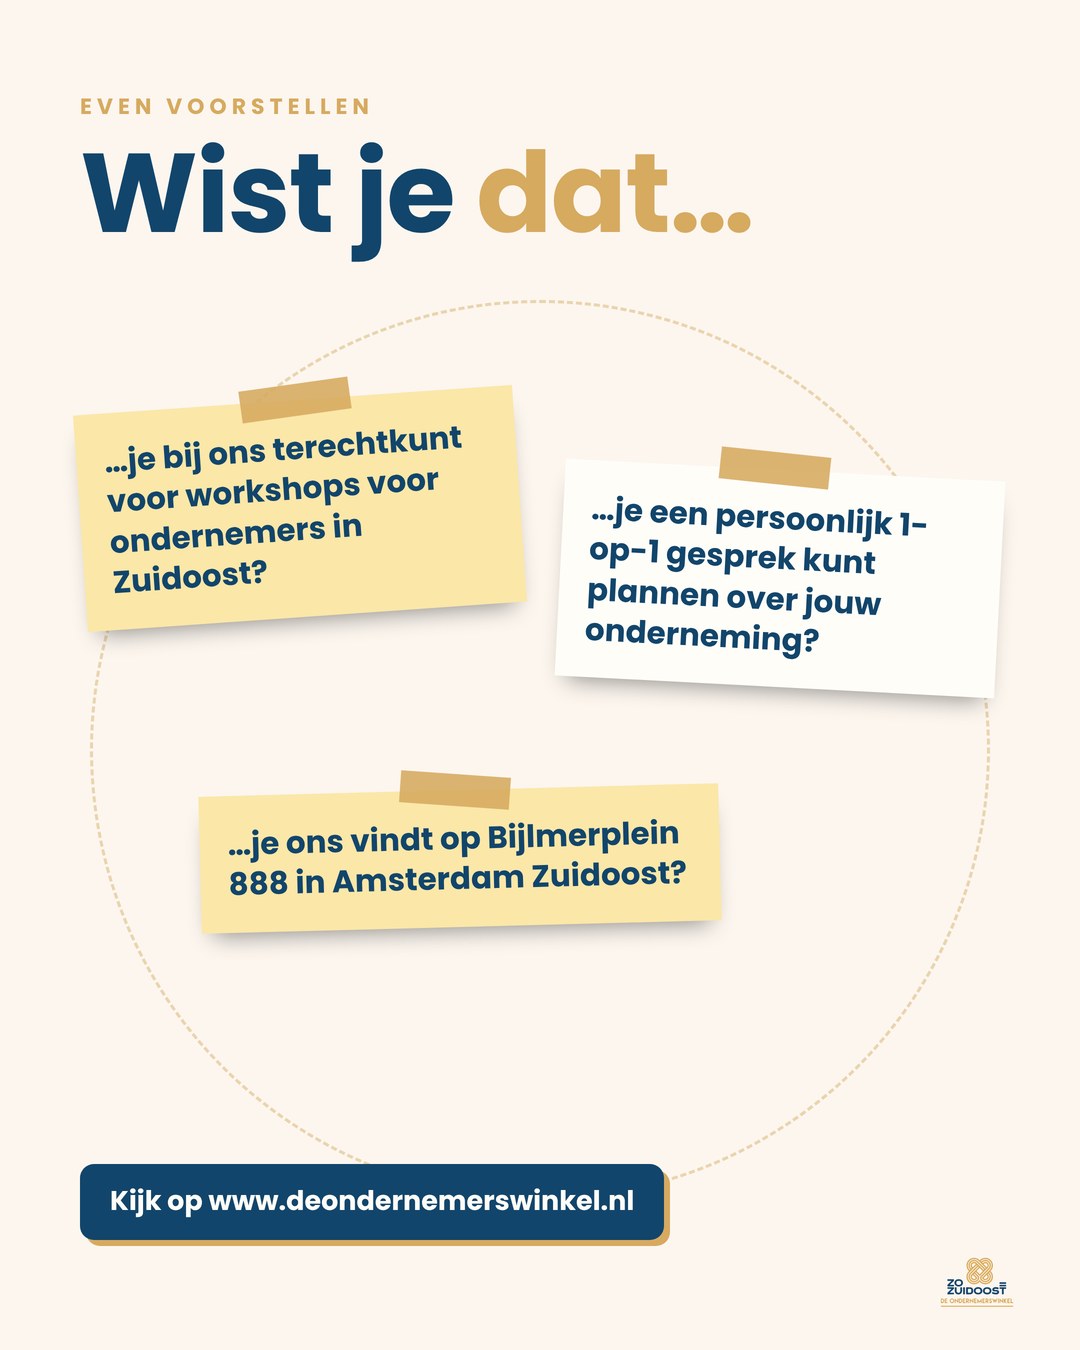 EVEN VOORSTELLEN
Wist je dat...
...je bij ons terechtkunt
voor workshops voor
ondernemers in
Zuidoost?
...je een persoonlijk 1-
op-1 gesprek kunt
plannen over jouw
onderneming?
...je ons vindt op Bijlmerplein
888 in Amsterdam Zuidoost?
Kijk op www.deondernemerswinkel.nl
ZO
ZUIDOOST
DE ONDERNEMERSWINKEL